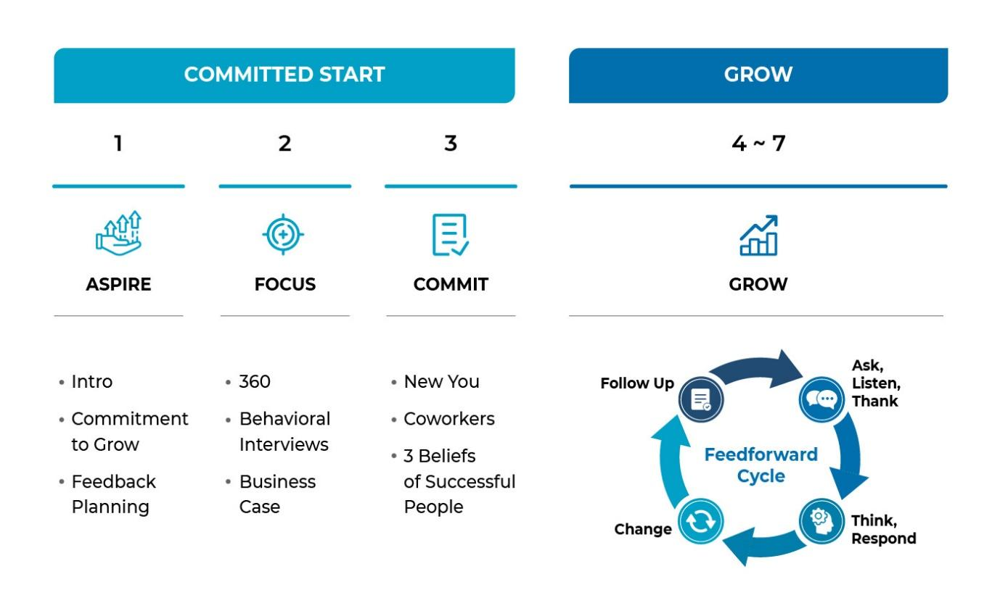 COMMITTED START
GROW
1
2
3
4 ~ 7
ASPIRE
FOCUS
COMMIT
GROW
• Intro
• Commitment
to Grow
• Feedback
Planning
• 360
• Behavioral
Interviews
• Business
Case
• New You
• Coworkers
• 3 Beliefs
of Successful
People
Follow Up
Ask,
Listen,
Thank
Feedforward
Cycle
Change
Think,
Respond